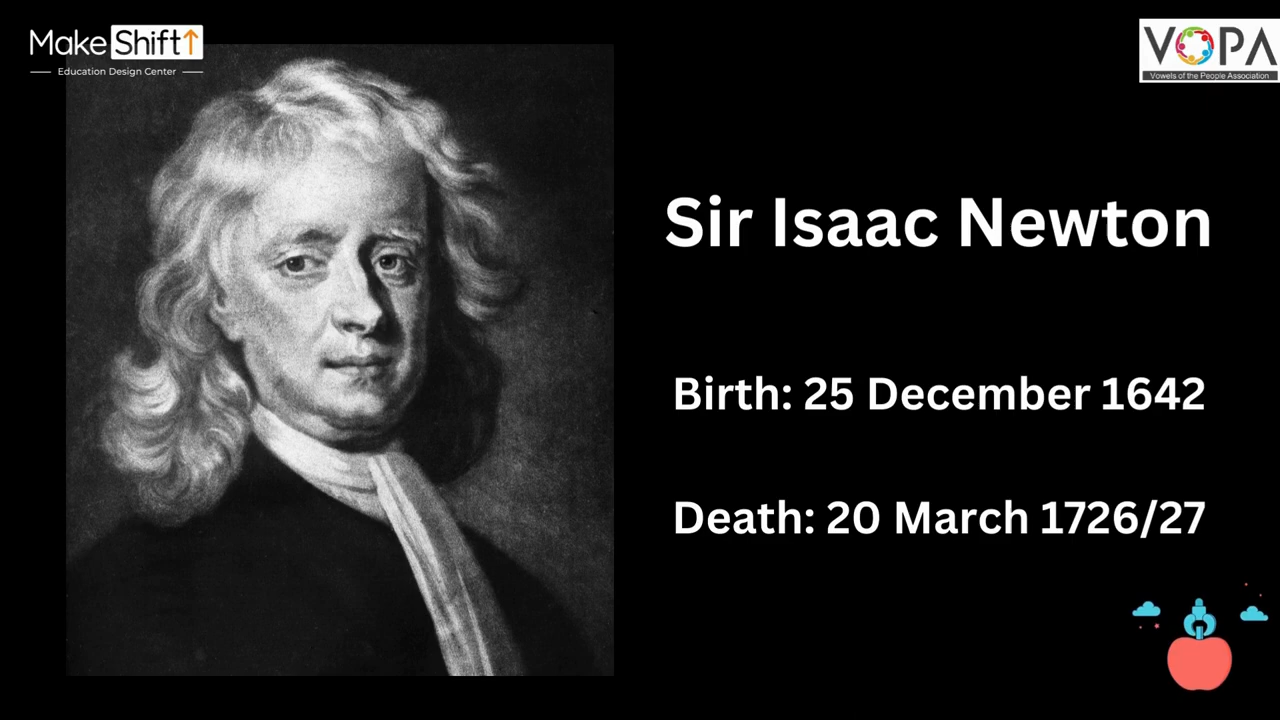 Make Shift
Education Design Center
VOPA
Vowels of the People Association
Sir Isaac Newton
Birth: 25 December 1642
Death: 20 March 1726/27